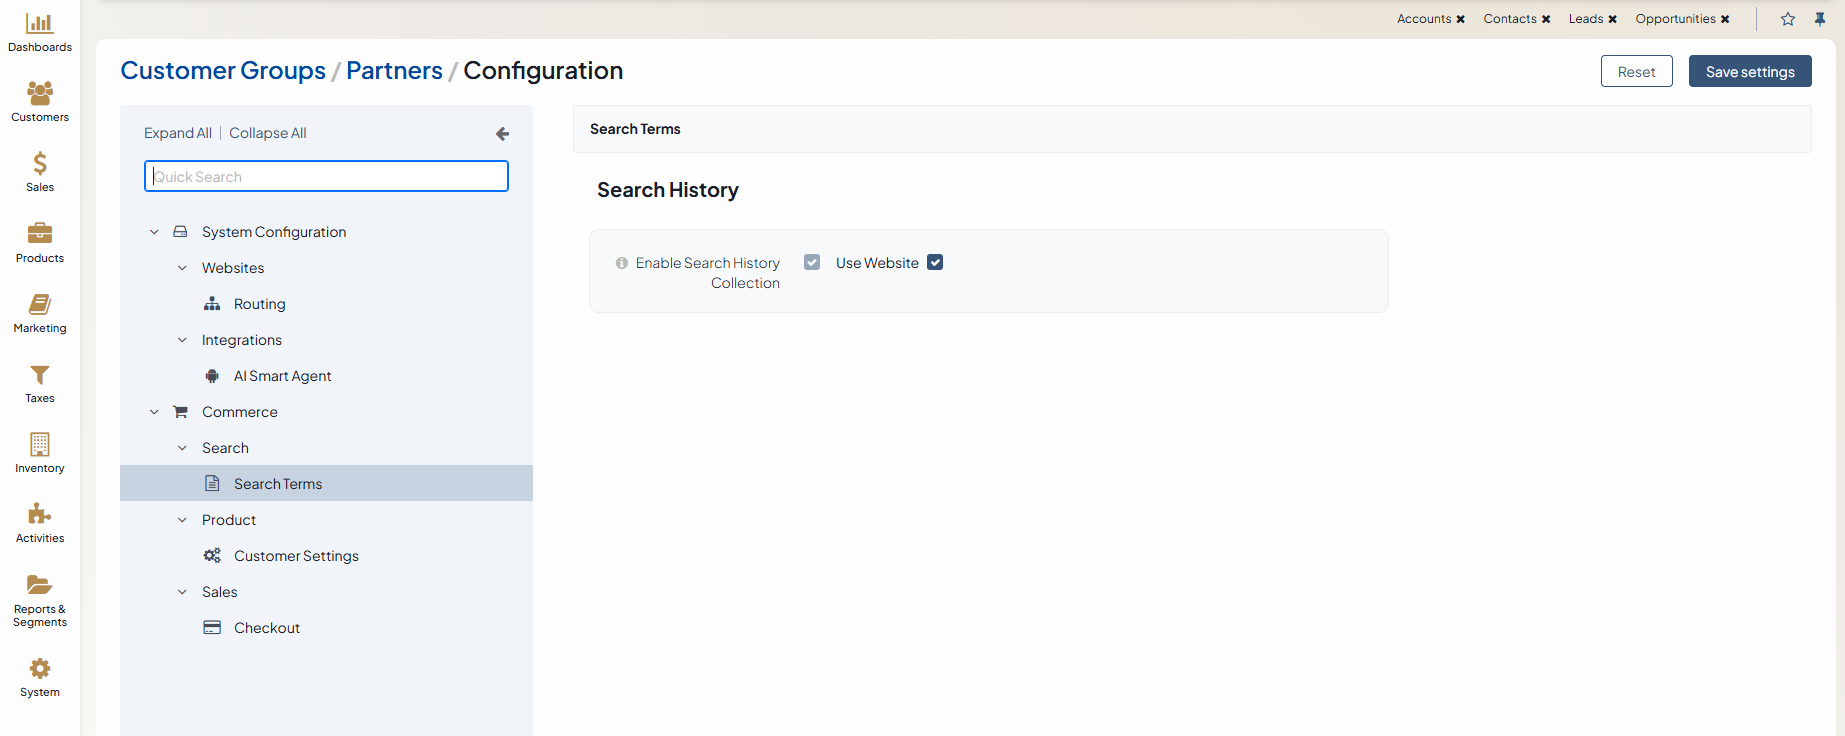 Dashboards
Customers
Sales
Products
Marketing
Taxes
Inventory
Activities
Reports &
Segments
System
Accounts
Contacts
Leads
Opportunities
Customer Groups / Partners / Configuration
Reset
Save settings
Expand All | Collapse All
Quick Search
System Configuration
Websites
Routing
Integrations
AI Smart Agent
Commerce
Search
Search Terms
Product
Customer Settings
Sales
Checkout
Search Terms
Search History
Enable Search History
Collection
Use Website